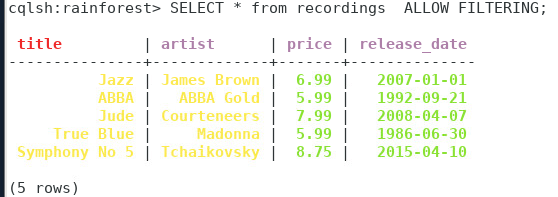 cqlsh:rainforest> SELECT * from recordings  ALLOW FILTERING;
 title         | artist      | price | release_date
---------------+-------------+-------+--------------
          Jazz | James Brown |  6.99 |   2007-01-01
          ABBA |   ABBA Gold |  5.99 |   1992-09-21
          Jude | Courteeners |  7.99 |   2008-04-07
     True Blue |     Madonna |  5.99 |   1986-06-30
 Symphony No 5 | Tchaikovsky |  8.75 |   2015-04-10
(5 rows)